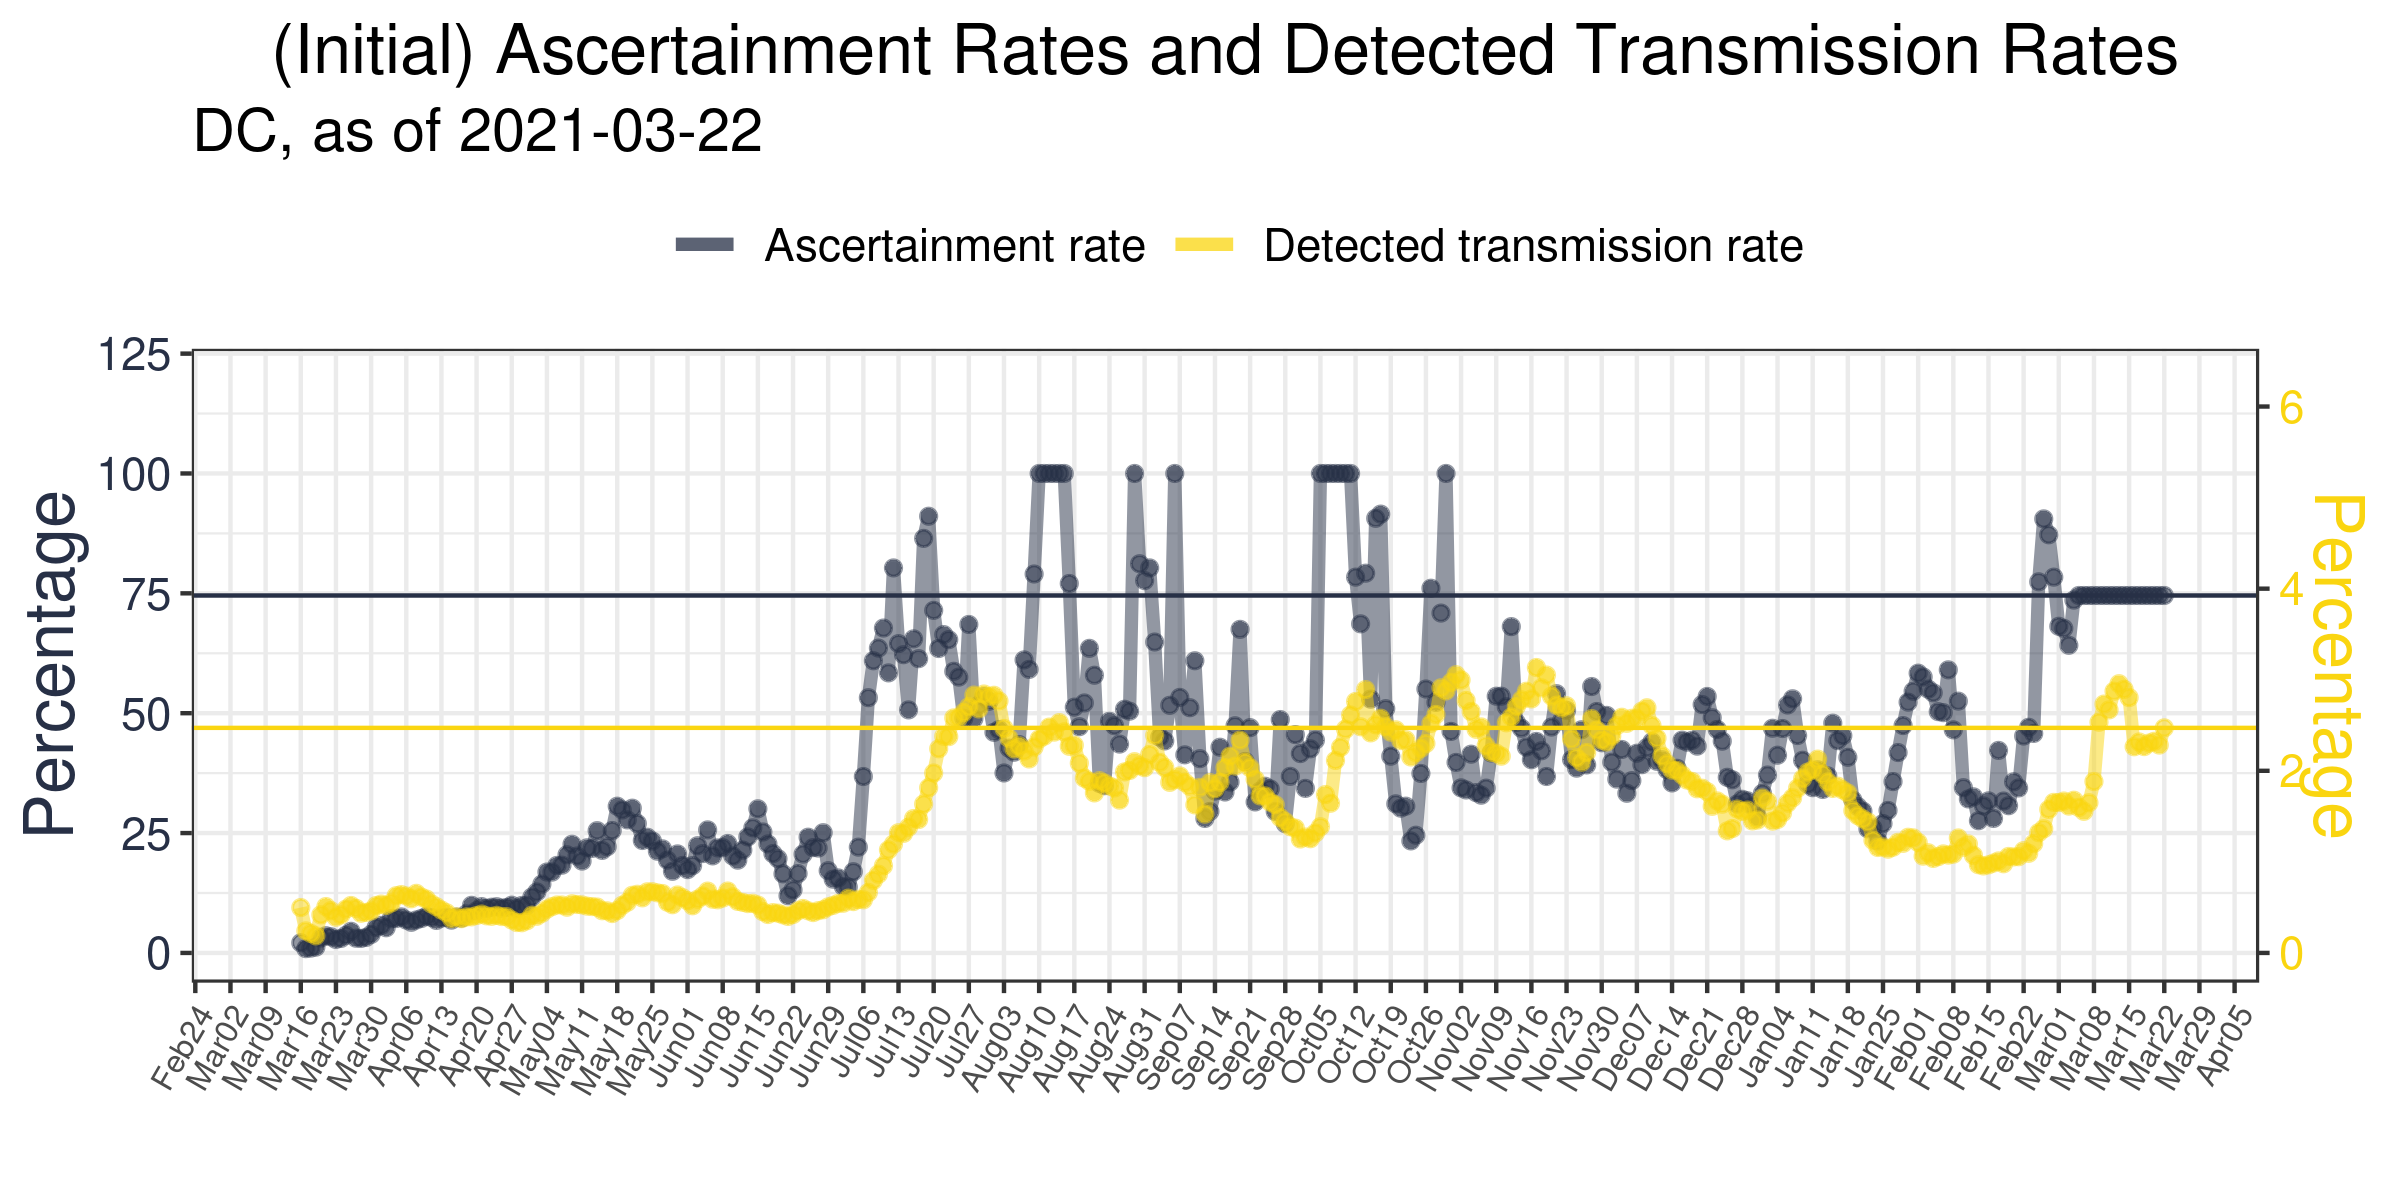 (Initial) Ascertainment Rates and Detected Transmission Rates
DC, as of 2021-03-22
Ascertainment rate
Detected transmission rate
Percentage
125
100
75
50
25
0
6
4
2
0
Percentage
Feb24
Mar02
Mar09
Mar16
Mar23
Mar30
Apr06
Apr13
Apr20
Apr27
May04
May11
May18
May25
Jun01
Jun08
Jun15
Jun22
Jun29
Jul06
Jul13
Jul20
Jul27
Aug03
Aug10
Aug17
Aug24
Aug31
Sep07
Sep14
Sep21
Sep28
Oct05
Oct12
Oct19
Oct26
Nov02
Nov09
Nov16
Nov23
Nov30
Dec07
Dec14
Dec21
Dec28
Jan04
Jan11
Jan18
Jan25
Feb01
Feb08
Feb15
Feb22
Mar01
Mar08
Mar15
Mar22
Mar29
Apr05